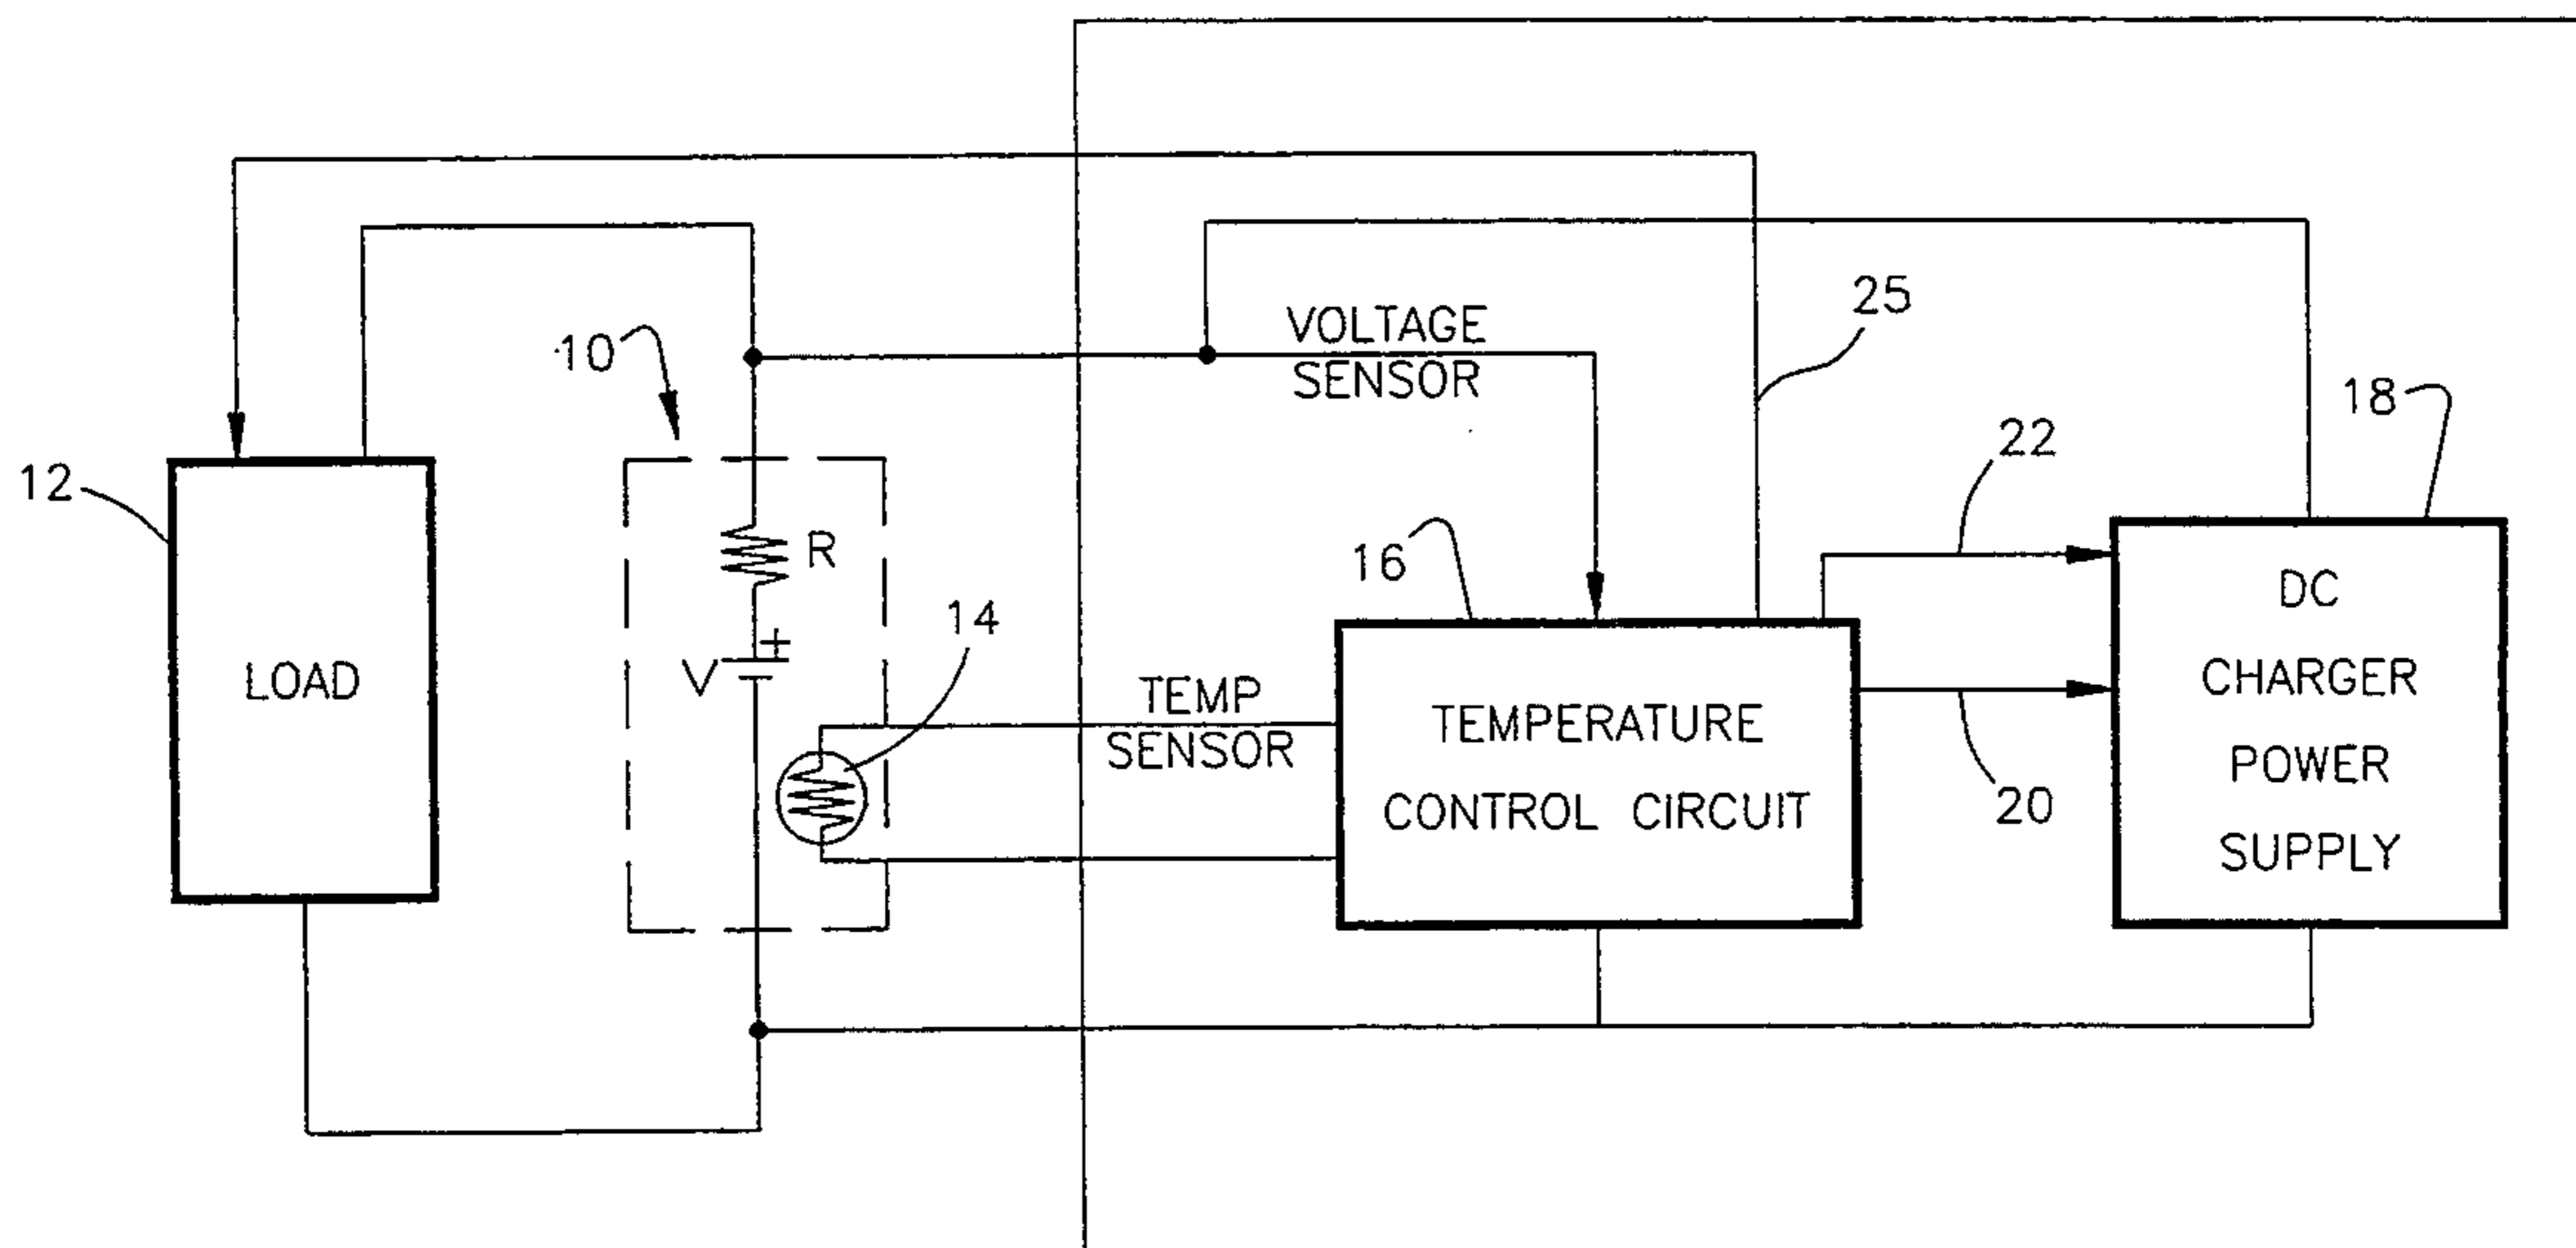 25
VOLTAGE
SENSOR
10
18
22
12
R
16
DC
14
+
V
LOAD
TEMP
SENSOR
TEMPERATURE
CONTROL CIRCUIT
CHARGER
POWER
SUPPLY
20